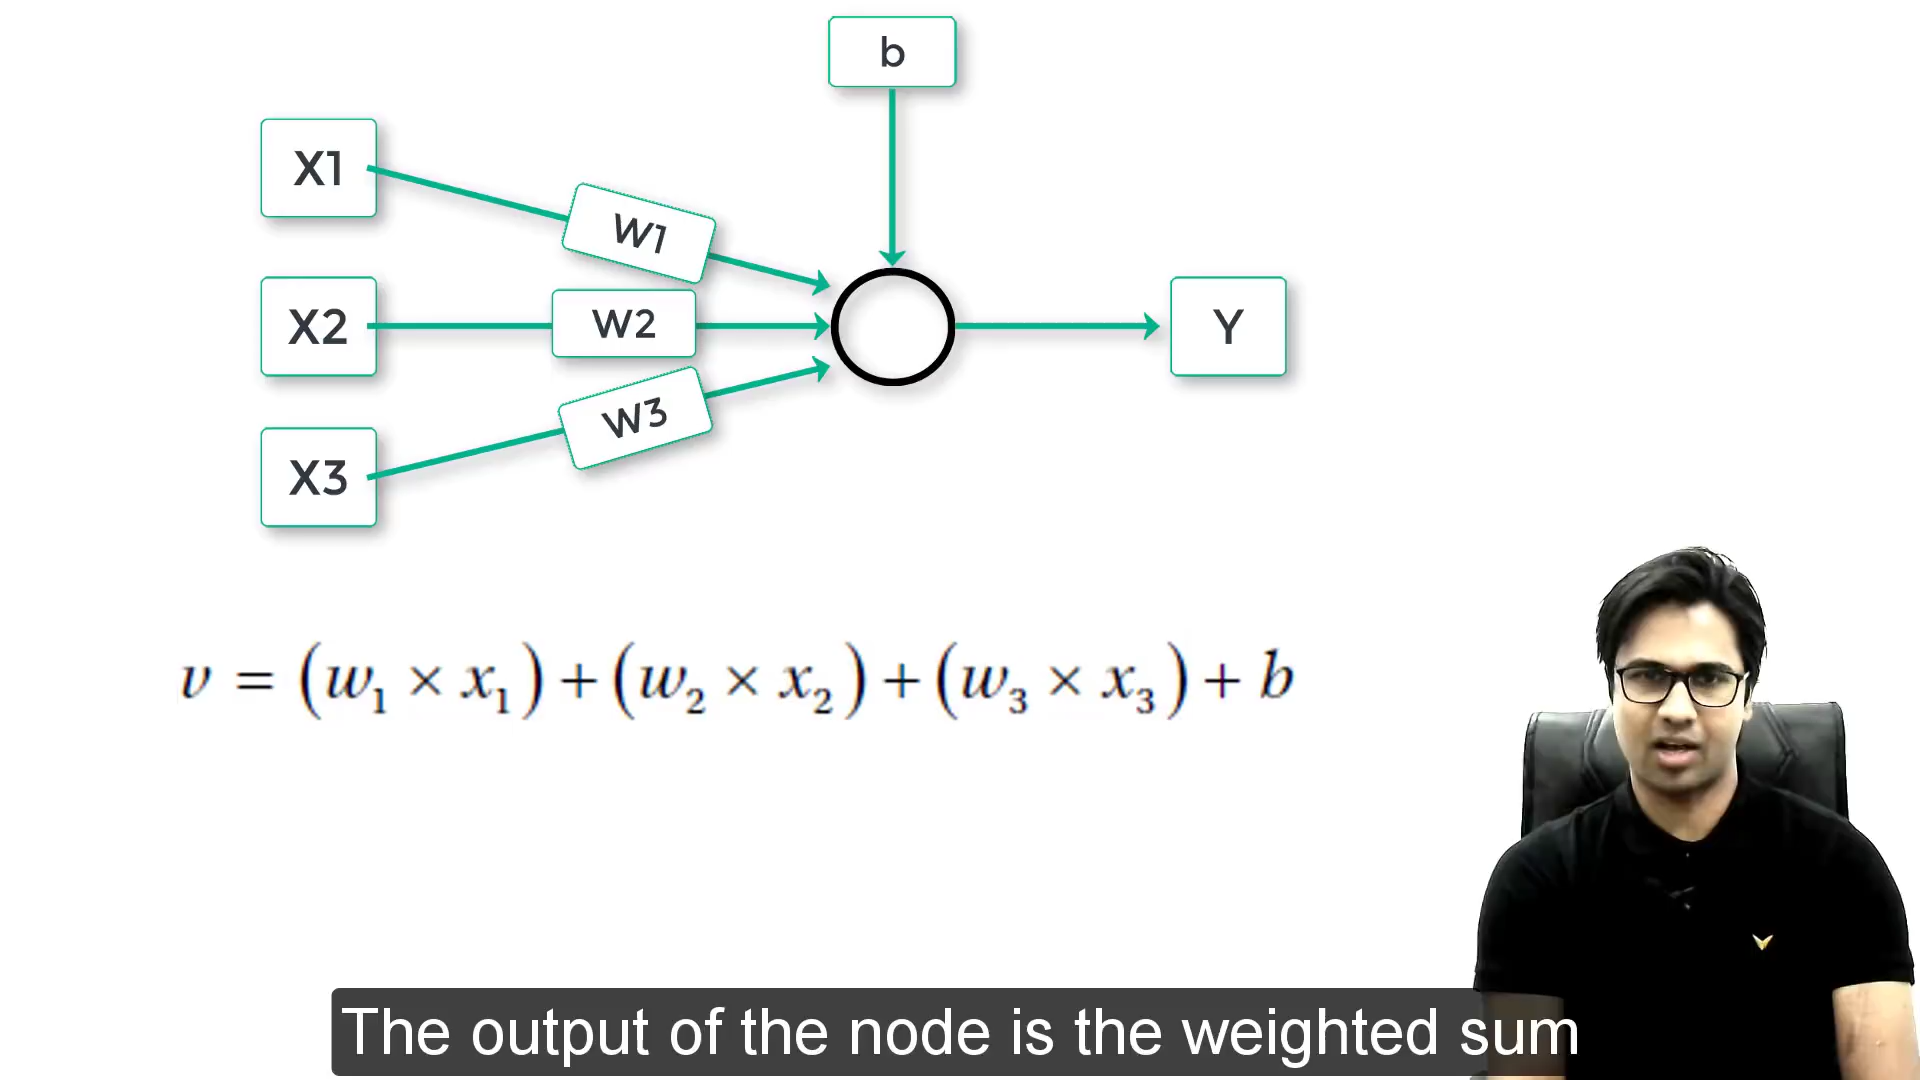 b
X1
W1
X2
W2
Y
W3
X3
v = (w₁ × x₁) + (w₂ × x₂) + (w₃ × x₃) + b
The output of the node is the weighted sum